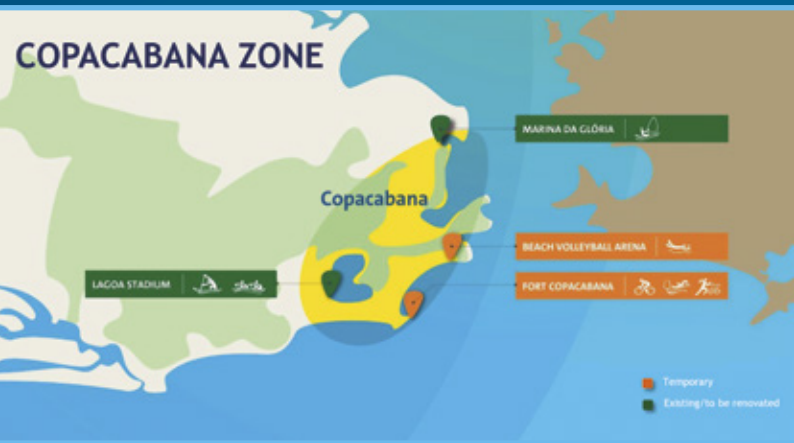 COPACABANA ZONE
MARINA DA GLÓRIA
Copacabana
BEACH VOLLEYBALL ARENA
LAGOA STADIUM
FORT COPACABANA
Temporary
Existing/to be renovated